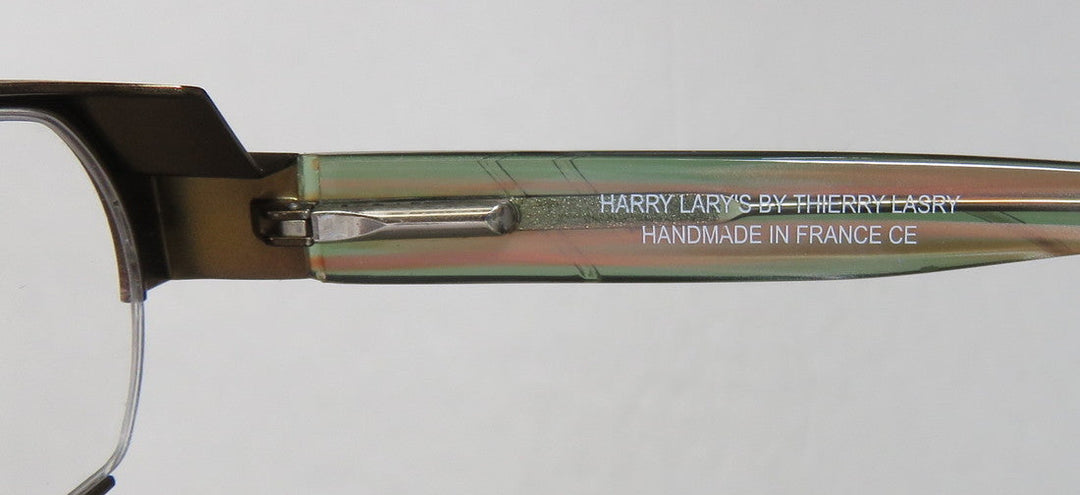 HARRY LARY'S BY THIERRY LASRY
HANDMADE IN FRANCE CE